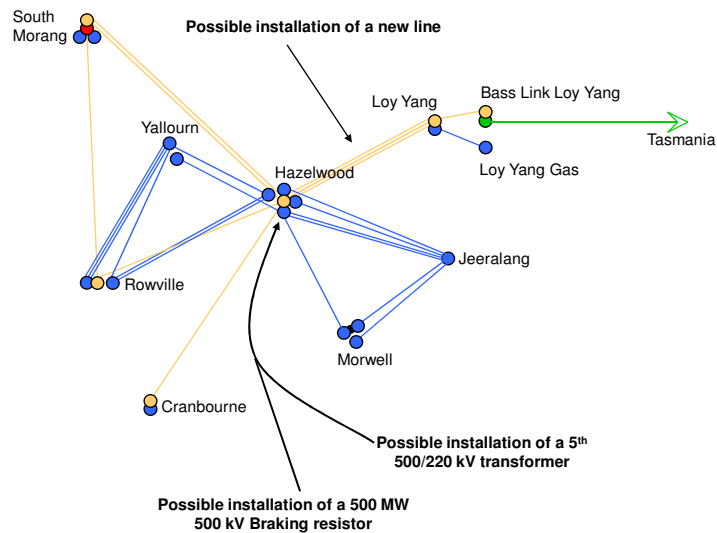 South
Morang
Possible installation of a new line
Loy Yang
Bass Link Loy Yang
Yallourn
Tasmania
Hazelwood
Loy Yang Gas
Jeeralang
Rowville
Morwell
Cranbourne
Possible installation of a 5th
500/220 kV transformer
Possible installation of a 500 MW
500 kV Braking resistor